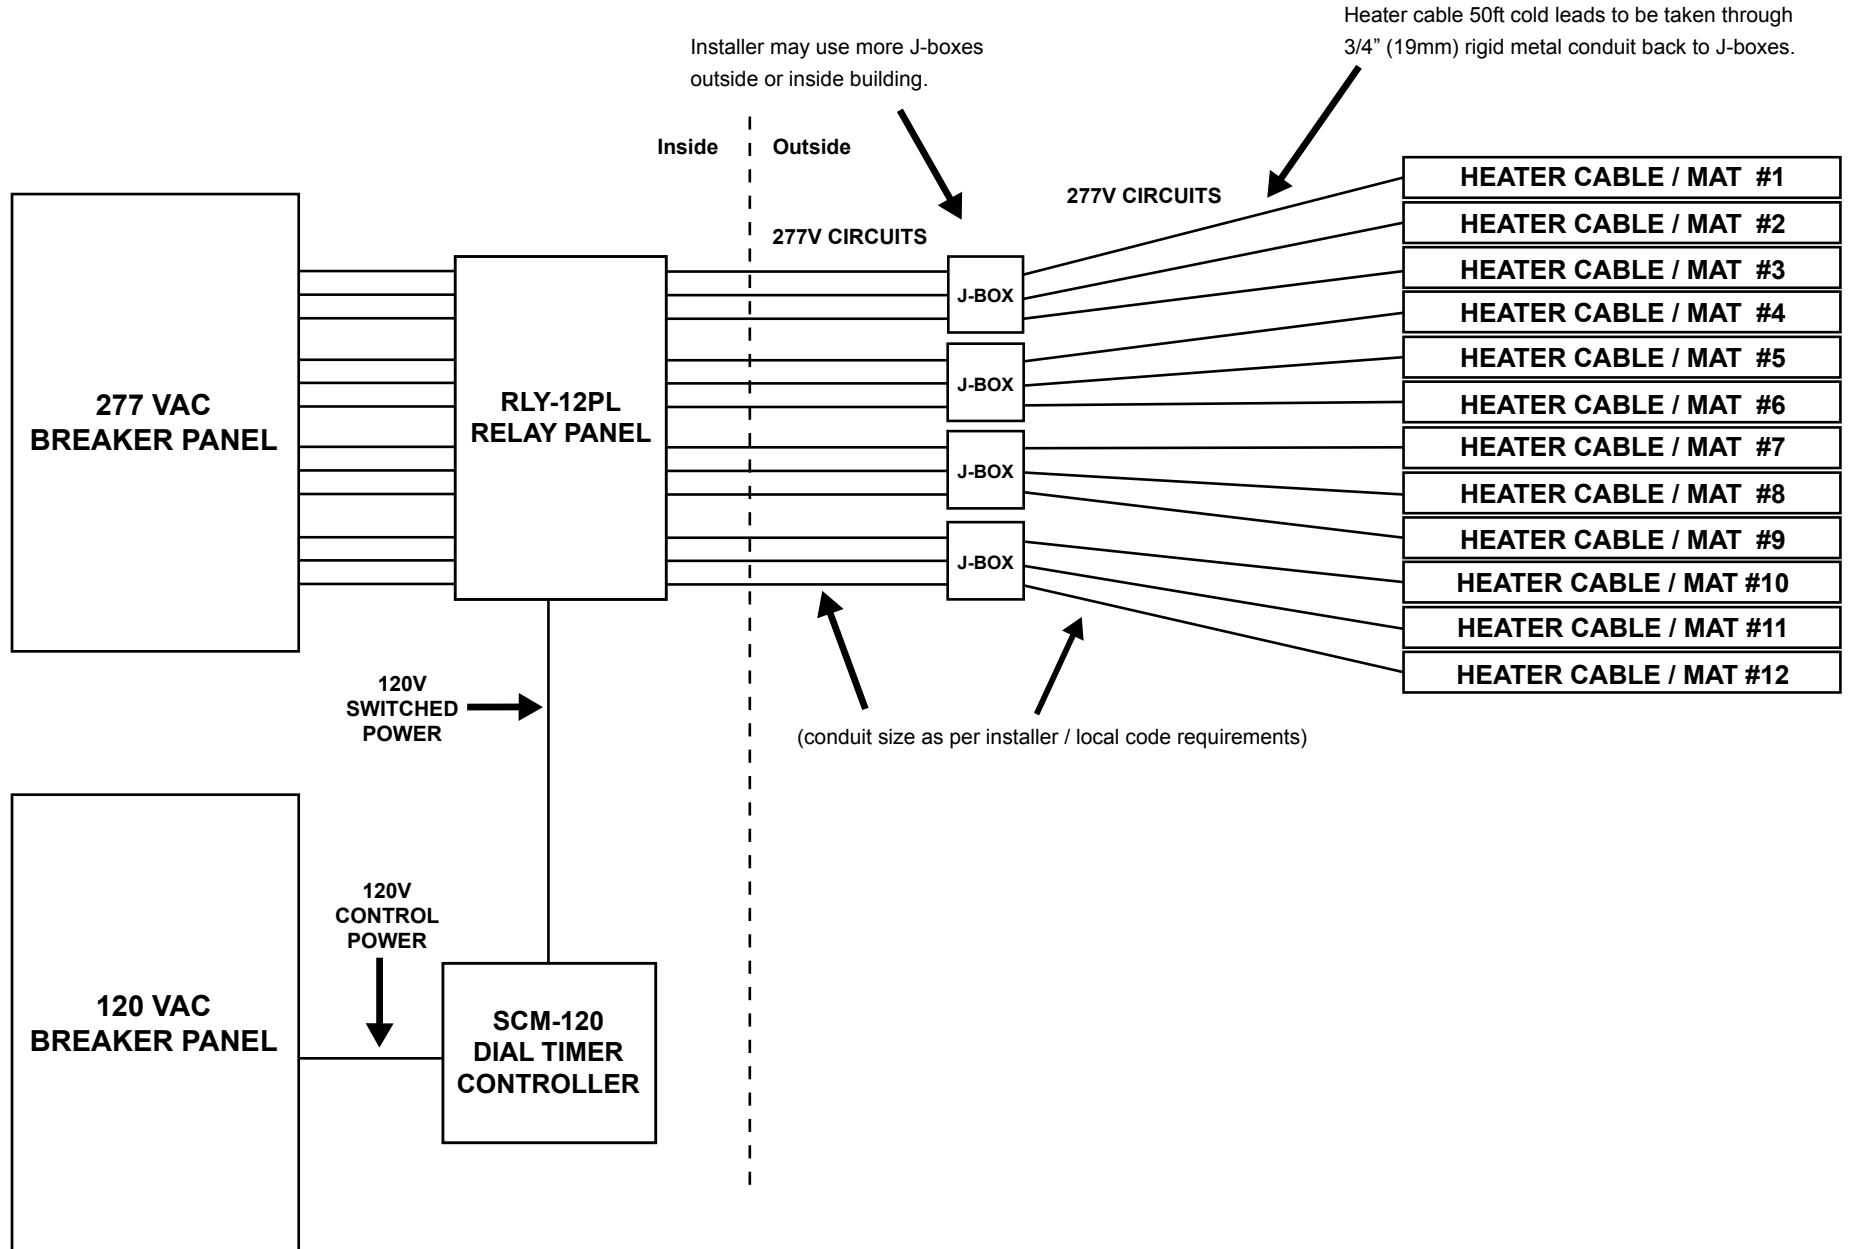 Heater cable 50ft cold leads to be taken through
3/4” (19mm) rigid metal conduit back to J-boxes.
Installer may use more J-boxes
outside or inside building.
Inside
Outside
277V CIRCUITS
277V CIRCUITS
277 VAC
BREAKER PANEL
RLY-12PL
RELAY PANEL
J-BOX
J-BOX
J-BOX
J-BOX
HEATER CABLE / MAT #1
HEATER CABLE / MAT #2
HEATER CABLE / MAT #3
HEATER CABLE / MAT #4
HEATER CABLE / MAT #5
HEATER CABLE / MAT #6
HEATER CABLE / MAT #7
HEATER CABLE / MAT #8
HEATER CABLE / MAT #9
HEATER CABLE / MAT #10
HEATER CABLE / MAT #11
HEATER CABLE / MAT #12
120V
SWITCHED
POWER
(conduit size as per installer / local code requirements)
120V
CONTROL
POWER
120 VAC
BREAKER PANEL
SCM-120
DIAL TIMER
CONTROLLER